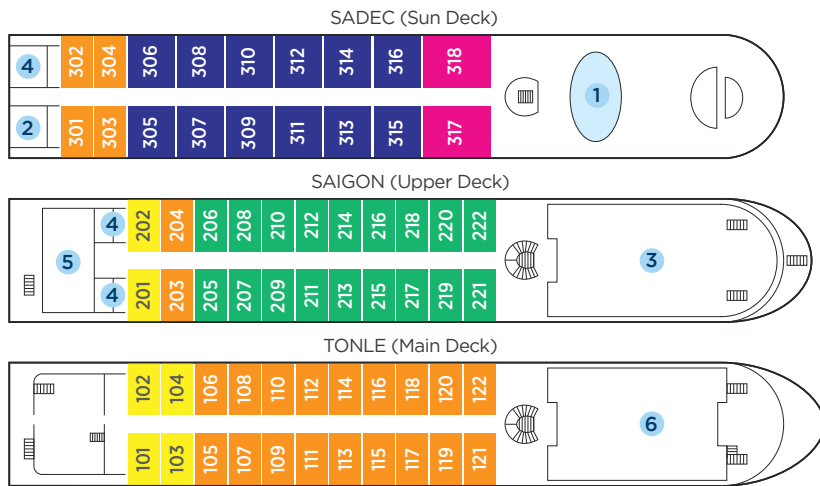 SADEC (Sun Deck)
4 302 304 306 308 310 312 314 316 318
1
2 301 303 305 307 309 311 313 315 317
SAIGON (Upper Deck)
4 202 204 206 208 210 212 214 216 218 220 222
5 3
4 201 203 205 207 209 211 213 215 217 219 221
TONLE (Main Deck)
102 104 106 108 110 112 114 116 118 120 122
6
101 103 105 107 109 111 113 115 117 119 121